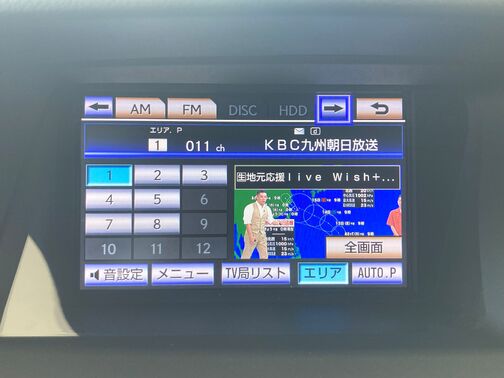 AM FM DISC HDD
エリア. P
1 011 ch KBC九州朝日放送
1 2 3
4 5 6
7 8 9
10 11 12
生地元応援live Wish+...
全画面
音設定 メニュー TV局リスト エリア AUTO.P